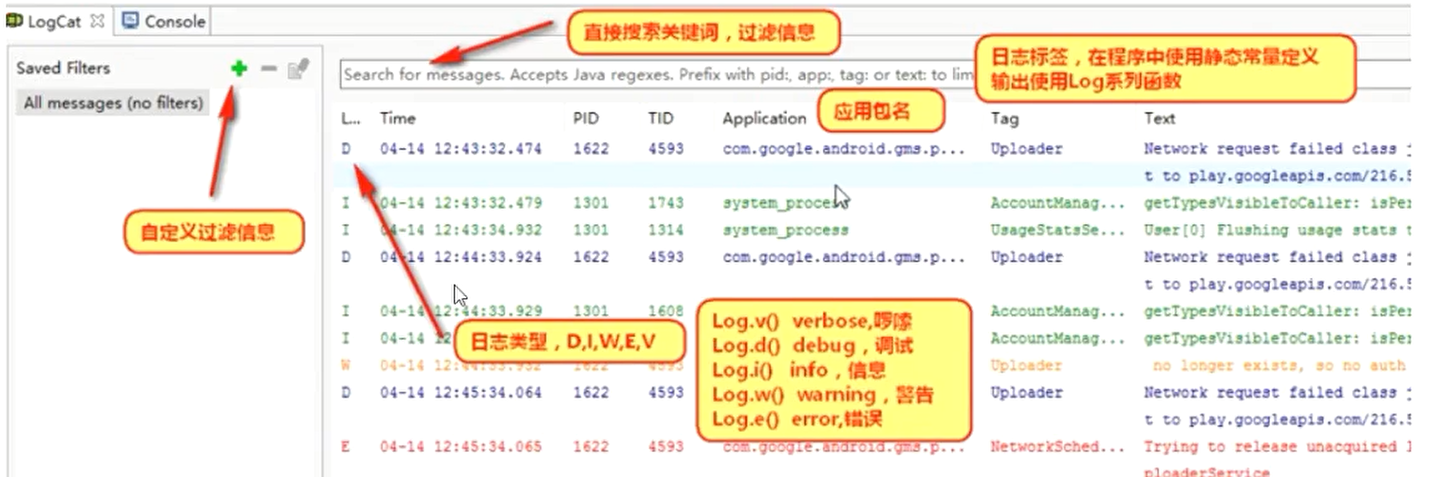 LogCat
Console
直接搜索关键词，过滤信息
日志标签，在程序中使用静态常量定义
输出使用Log系列函数
Saved Filters
Search for messages. Accepts Java regexes. Prefix with pid:, app:, tag: or text: to lim
All messages (no filters)
应用包名
L... Time PID TID Application Tag Text
D 04-14 12:43:32.474 1622 4593 com.google.android.gms.p... Uploader Network request failed class
t to play.googleapis.com/216.5
I 04-14 12:43:32.479 1301 1743 system_process AccountManag... getTypesVisibleToCaller: isPer
自定义过滤信息
I 04-14 12:43:34.932 1301 1314 system_process UsageStatsSe... User[0] Flushing usage stats t
D 04-14 12:44:33.924 1622 4593 com.google.android.gms.p... Uploader Network request failed class
t to play.googleapis.com/216.5
I 04-14 12:44:33.929 1301 1608 AccountManag... getTypesVisibleToCaller: isPer
I 04-14 12 AccountManag... getTypesVisibleToCaller: isPer
日志类型，D,I,W,E,V
Log.v() verbose,啰嗦
Log.d() debug，调试
Log.i() info，信息
Log.w() warning，警告
Log.e() error,错误
W 04-14 12:44:33.932 1622 4593 Uploader no longer exists, so no auth
D 04-14 12:45:34.064 1622 4593 Uploader Network request failed class
t to play.googleapis.com/216.5
E 04-14 12:45:34.065 1622 4593 com.google.android.gms.p... NetworkSched... Trying to release unacquired
ploaderService